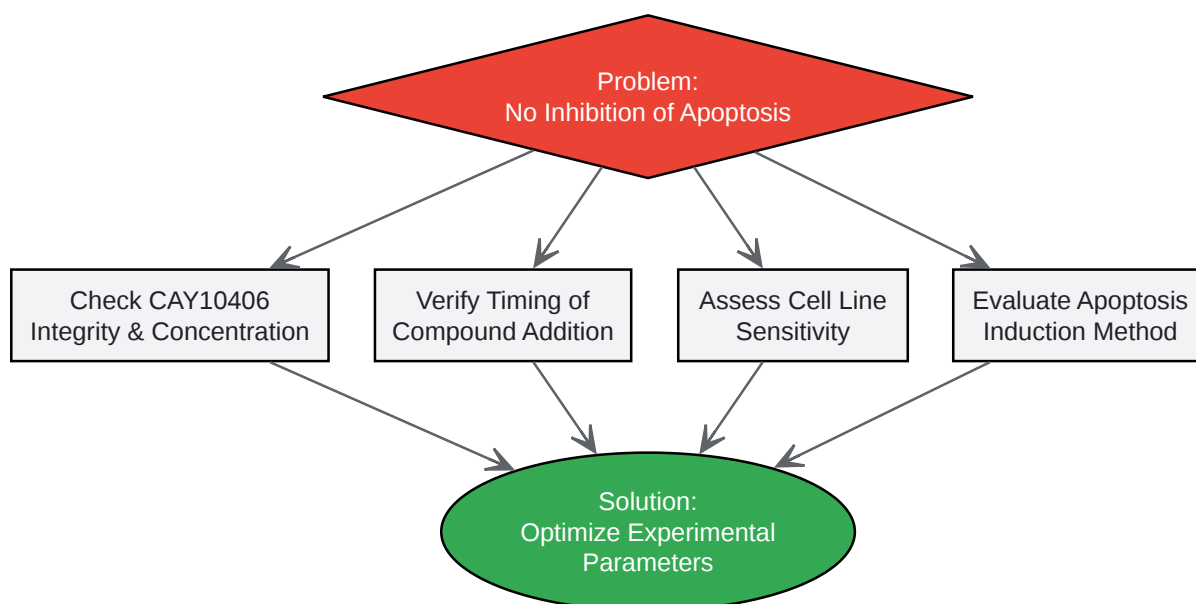 Problem:
No Inhibition of Apoptosis
Check CAY10406
Integrity & Concentration
Verify Timing of
Compound Addition
Assess Cell Line
Sensitivity
Evaluate Apoptosis
Induction Method
Solution:
Optimize Experimental
Parameters